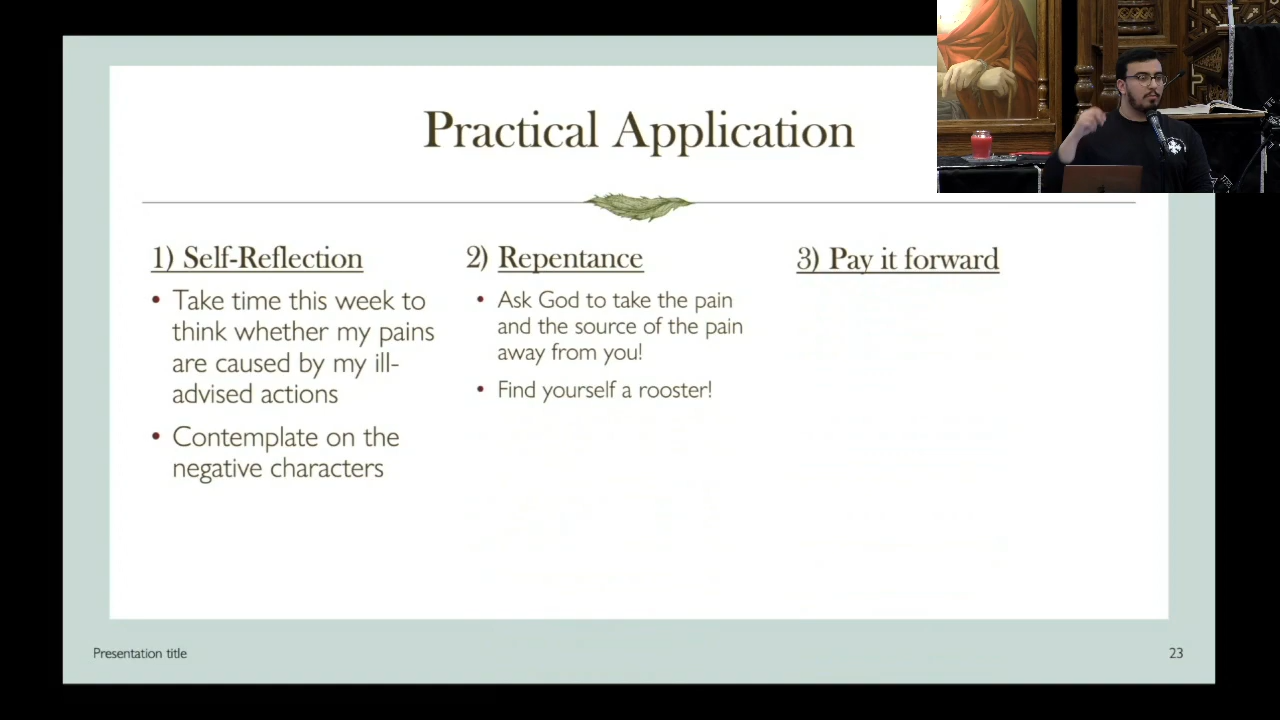 Practical Application
1) Self-Reflection
• Take time this week to
think whether my pains
are caused by my ill-
advised actions
• Contemplate on the
negative characters
2) Repentance
• Ask God to take the pain
and the source of the pain
away from you!
• Find yourself a rooster!
3) Pay it forward
Presentation title
23